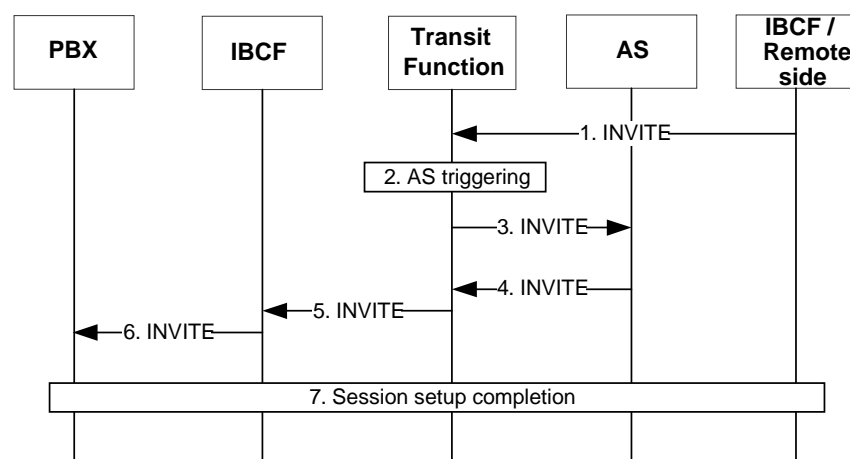 PBX
IBCF
Transit
Function
AS
IBCF /
Remote
side
1. INVITE
2. AS triggering
3. INVITE
4. INVITE
5. INVITE
6. INVITE
7. Session setup completion